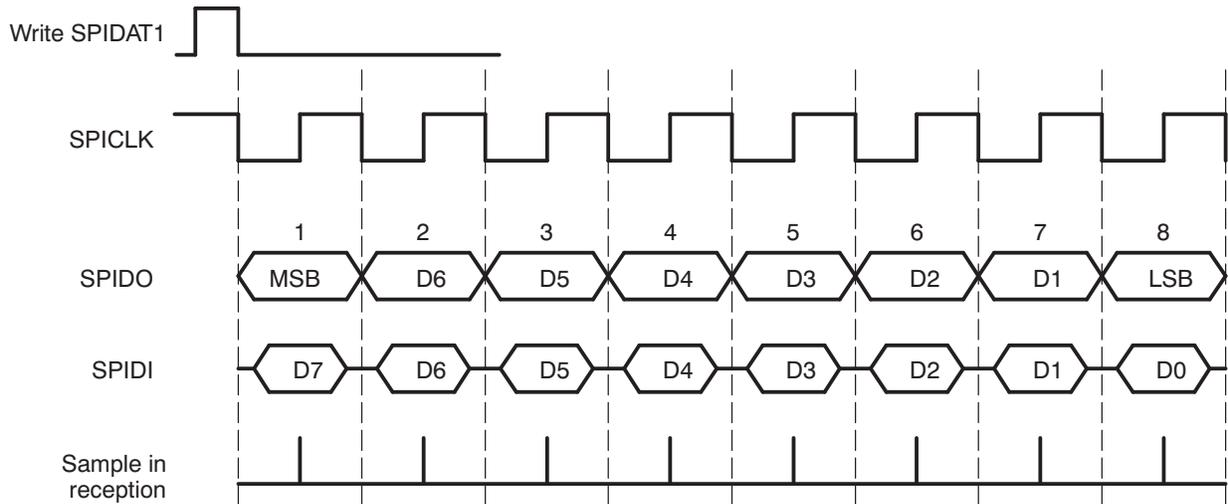 Write SPIDAT1
SPICLK
1 2 3 4 5 6 7 8
SPIDO MSB D6 D5 D4 D3 D2 D1 LSB
SPIDI D7 D6 D5 D4 D3 D2 D1 D0
Sample in
reception